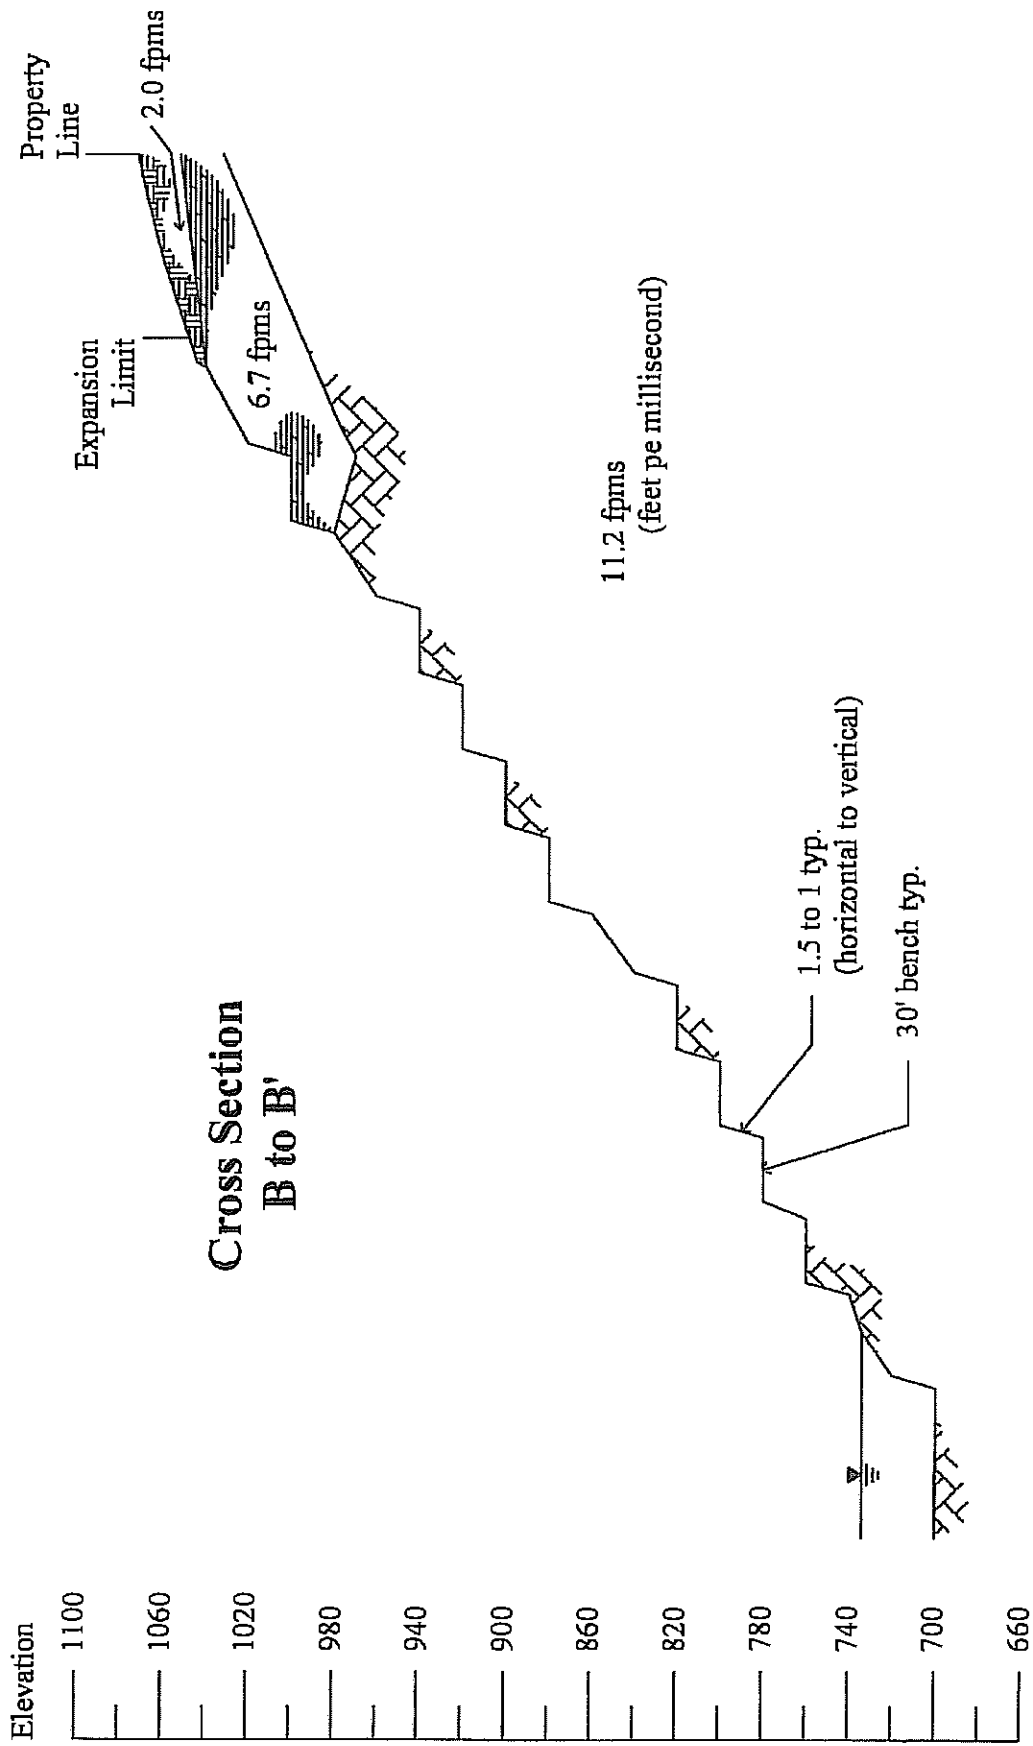 Cross Section
B to B'
Elevation
1100
1060
1020
980
940
900
860
820
780
740
700
660
Property
Line
2.0 fpms
Expansion
Limit
6.7 fpms
11.2 fpms
(feet pe millisecond)
1.5 to 1 typ.
(horizontal to vertical)
30' bench typ.